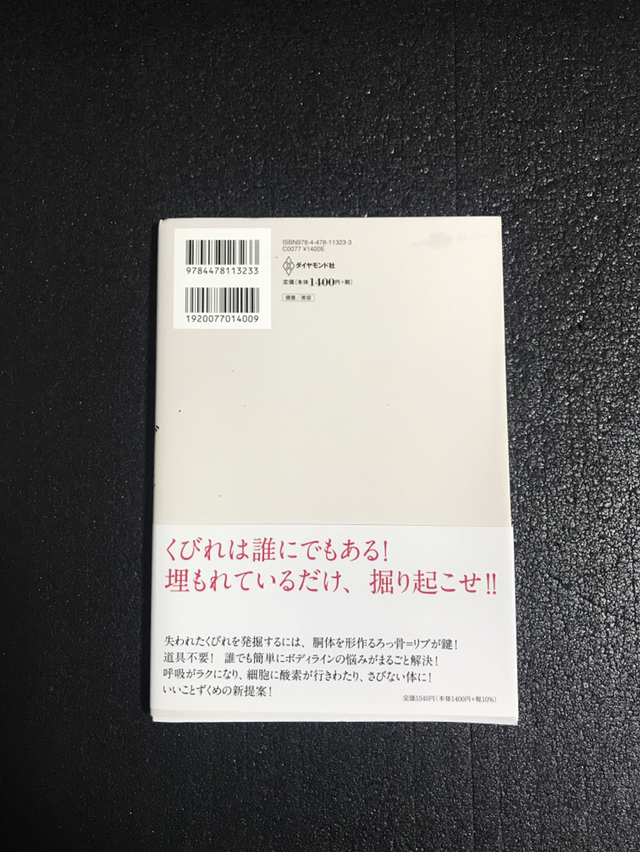 ISBN978-4-478-11323-3
C0077 ¥1400E
9784478113233
ダイヤモンド社
定価(本体1400円+税)
健康/美容
1920077014009
くびれは誰にでもある!
埋もれているだけ、掘り起こせ!!
失われたくびれを発掘するには、胴体を形作るろっ骨=リブが鍵!
道具不要! 誰でも簡単にボディラインの悩みがまるごと解決!
呼吸がラクになり、細胞に酸素が行きわたり、さびない体に!
いいことずくめの新提案!
定価1540円(本体1400円+税10%)